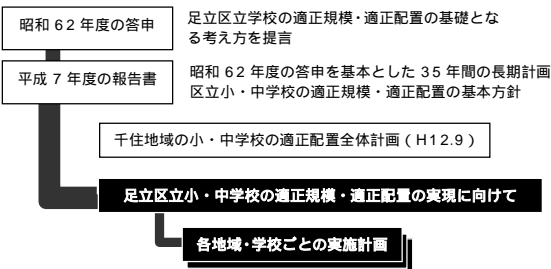 昭和62年度の答申
足立区立学校の適正規模・適正配置の基礎とな
る考え方を提言
平成7年度の報告書
昭和62年度の答申を基本とした35年間の長期計画
区立小・中学校の適正規模・適正配置の基本方針
千住地域の小・中学校の適正配置全体計画(H12.9)
足立区立小・中学校の適正規模・適正配置の実現に向けて
各地域・学校ごとの実施計画